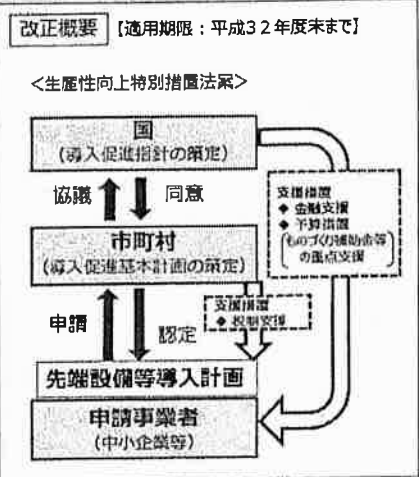 改正概要 【適用期限：平成32年度末まで】
＜生産性向上特別措置法案＞
国
（導入促進指針の策定）
協議
同意
市町村
（導入促進基本計画の策定）
申請
認定
先端設備等導入計画
申請事業者
（中小企業等）
支援措置
◆ 税制支援
支援措置
◆ 金融支援
◆ 予算措置
（ものづくり補助金等
の重点支援）